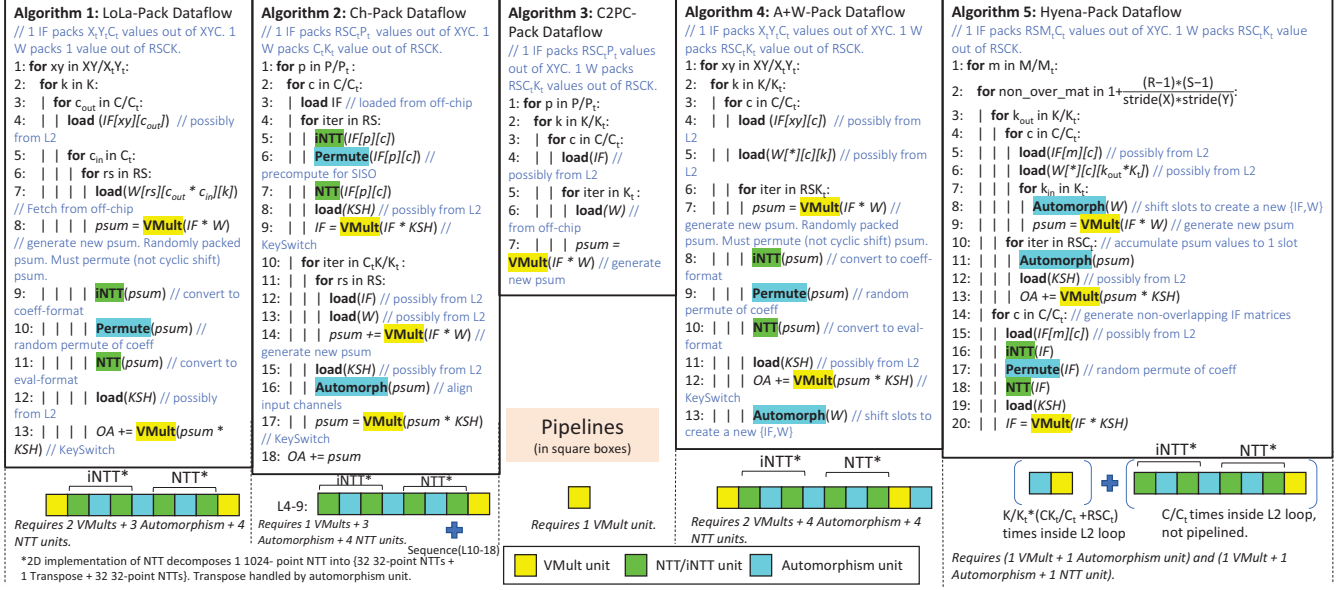 Algorithm 1: LoLa-Pack Dataflow
// 1 IF packs XtYtCt values out of XYC. 1
W packs 1 value out of RSCK.
1: for xy in XY/XtYt:
2: for k in K:
3: | for cout in C/Ct:
4: | | load (IF[xy][cout]) // possibly
from L2
5: | | for cin in Ct:
6: | | | for rs in RS:
7: | | | | load(W[rs][cout * cin][k])
// Fetch from off-chip
8: | | | | psum = VMult(IF * W)
// generate new psum. Randomly packed
psum. Must permute (not cyclic shift)
psum.
9: | | | | iNTT(psum) // convert to
coeff-format
10: | | | | Permute(psum) //
random permute of coeff
11: | | | | NTT(psum) // convert to
eval-format
12: | | | | load(KSH) // possibly
from L2
13: | | | | OA += VMult(psum *
KSH) // KeySwitch
iNTT*
NTT*
Requires 2 VMults + 3 Automorphism + 4
NTT units.
Algorithm 2: Ch-Pack Dataflow
// 1 IF packs RSCtPt values out of XYC. 1
W packs CtKt values out of RSCK.
1: for p in P/Pt:
2: for c in C/Ct:
3: | load IF // loaded from off-chip
4: | for iter in RS:
5: | | iNTT(IF[p][c])
6: | | Permute(IF[p][c]) //
precompute for SISO
7: | | NTT(IF[p][c])
8: | | load(KSH) // possibly from L2
9: | | IF = VMult(IF * KSH) //
KeySwitch
10: | for iter in CtK/Kt:
11: | | for rs in RS:
12: | | | load(IF) // possibly from L2
13: | | | load(W) // possibly from L2
14: | | | psum += VMult(IF * W) //
generate new psum
15: | | load(KSH) // possibly from L2
16: | | Automorph(psum) // align
input channels
17: | | psum = VMult(psum * KSH)
// KeySwitch
18: OA += psum
iNTT*
NTT*
L4-9:
Requires 1 VMults + 3
Automorphism + 4 NTT units.
Sequence(L10-18)
*2D implementation of NTT decomposes 1 1024- point NTT into {32 32-point NTTs +
1 Transpose + 32 32-point NTTs}. Transpose handled by automorphism unit.
Algorithm 3: C2PC-
Pack Dataflow
// 1 IF packs RSCtPt values
out of XYC. 1 W packs
RSCtKt values out of RSCK.
1: for p in P/Pt:
2: for k in K/Kt:
3: | for c in C/Ct:
4: | | load(IF) //
possibly from L2
5: | | for iter in Kt:
6: | | | load(W) //
from off-chip
7: | | | psum =
VMult(IF * W) // generate
new psum
Pipelines
(in square boxes)
Requires 1 VMult unit.
VMult unit
NTT/iNTT unit
Automorphism unit
Algorithm 4: A+W-Pack Dataflow
// 1 IF packs XtYtCt values out of XYC. 1 W
packs RSCtKt values out of RSCK.
1: for xy in XY/XtYt:
2: for k in K/Kt:
3: | for c in C/Ct:
4: | | load(IF[xy][c]) // possibly from
L2
5: | | load(W[*][c][k]) // possibly from
L2
6: | | for iter in RSKt:
7: | | | psum = VMult(IF * W) //
generate new psum. Randomly packed
psum. Must permute (not cyclic shift) psum.
8: | | | iNTT(psum) // convert to coeff-
format
9: | | | Permute(psum) // random
permute of coeff
10: | | | NTT(psum) // convert to eval-
format
11: | | | load(KSH) // possibly from L2
12: | | | OA += VMult(psum * KSH) //
KeySwitch
13: | | | Automorph(W) // shift slots to
create a new {IF,W}
iNTT*
NTT*
Requires 2 VMults + 4 Automorphism + 4
NTT units.
Algorithm 5: Hyena-Pack Dataflow
// 1 IF packs RSMtCt values out of XYC. 1 W packs RSCtKt value
out of RSCK.
1: for m in M/Mt:
2: for non_over_mat in 1+(R−1)*(S−1)/stride(X)*stride(Y):
3: | for kout in K/Kt:
4: | | for c in C/Ct:
5: | | | load(IF[m][c]) // possibly from L2
6: | | | load(W[*][c][kout*Kt]) // possibly from L2
7: | | | for kin in Kt:
8: | | | | Automorph(W) // shift slots to create a new {IF,W}
9: | | | | psum = VMult(IF * W) // generate new psum
10: | | for iter in RSCt: // accumulate psum values to 1 slot
11: | | | Automorph(psum)
12: | | | load(KSH) // possibly from L2
13: | | | OA += VMult(psum * KSH)
14: | for c in C/Ct: // generate non-overlapping IF matrices
15: | | load(IF[m][c]) // possibly from L2
16: | | iNTT(IF)
17: | | Permute(IF) // random permute of coeff
18: | | NTT(IF)
19: | | load(KSH)
20: | | IF = VMult(IF * KSH)
iNTT*
NTT*
K/Kt*(CKt/Ct +RSCt)
times inside L2 loop
C/Ct times inside L2 loop,
not pipelined.
Requires (1 VMult + 1 Automorphism unit) and (1 VMult + 1
Automorphism + 1 NTT unit).